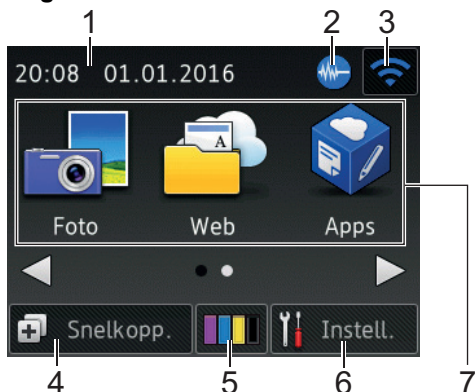 1 2 3
20:08 01.01.2016
A
Foto Web Apps
Snelkopp. Instell.
4 5 6 7